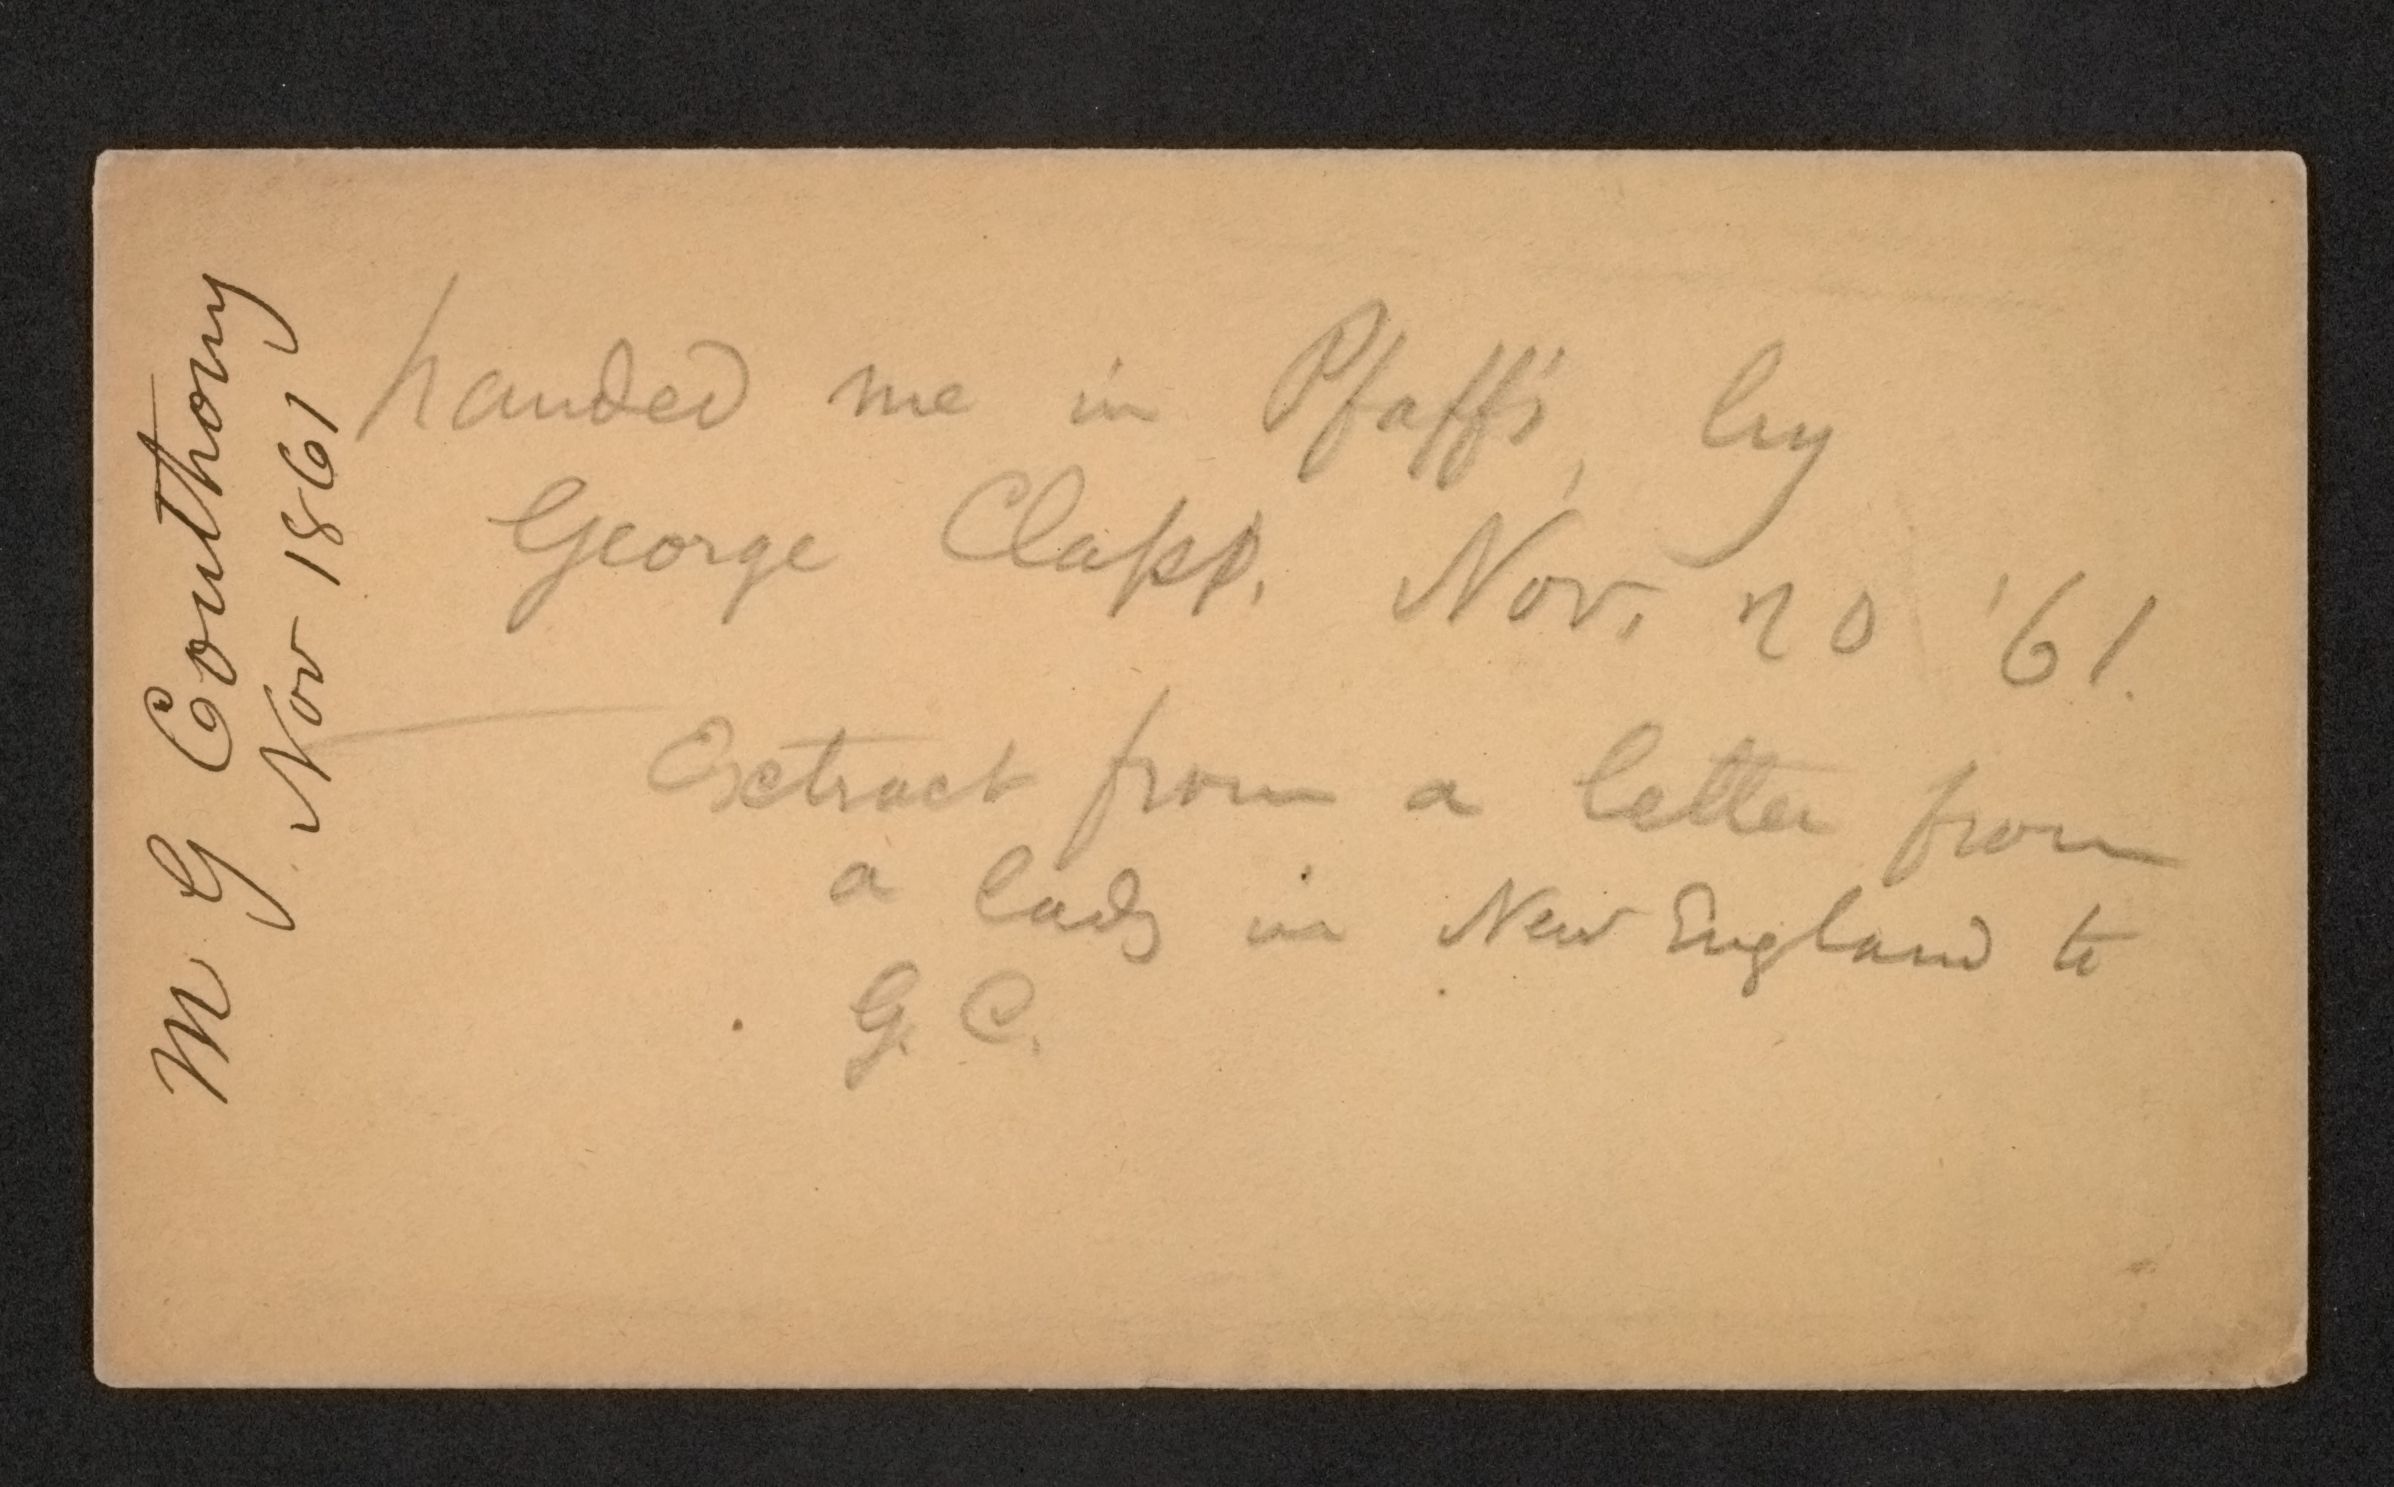 M G Couthouy
Nov 1861
handed me in Pfaff's, by
George Clapp, Nov. 20 '61.
Extract from a letter from
a lady in New England to
G. C.